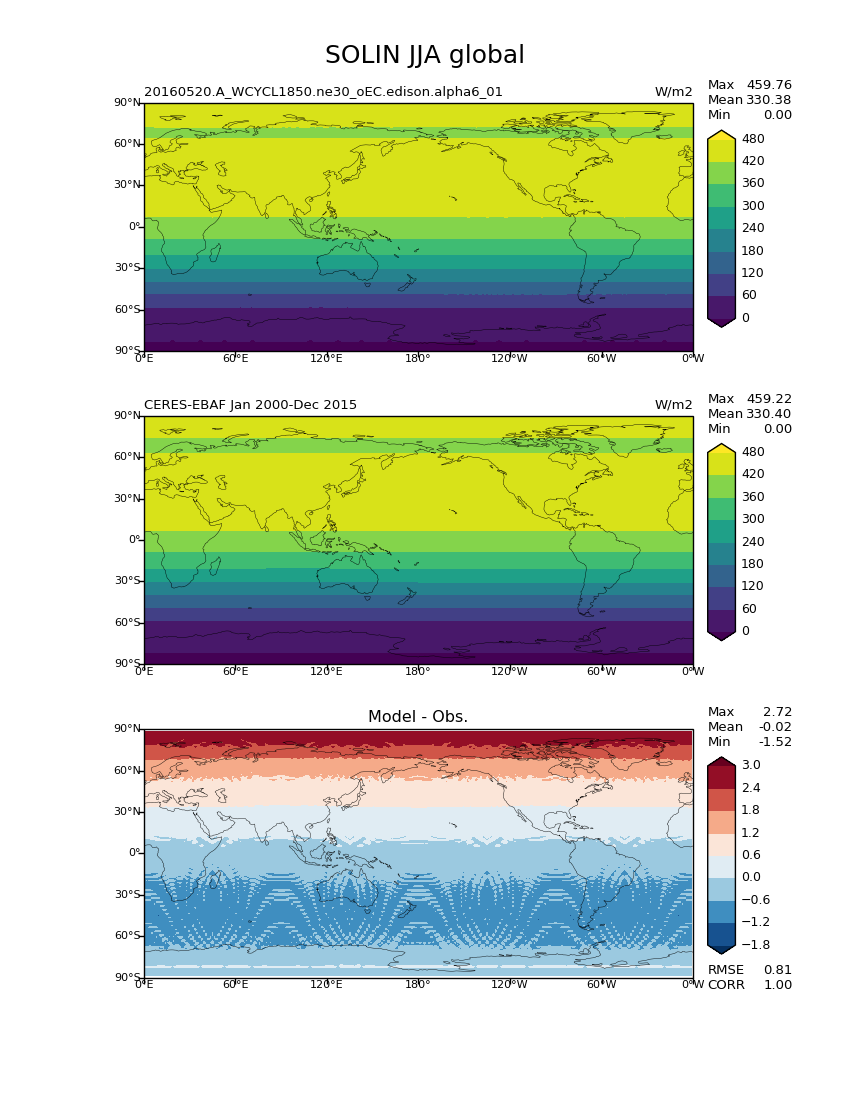 SOLIN JJA global
20160520.A_WCYCL1850.ne30_oEC.edison.alpha6_01 W/m2
Max 459.76
Mean 330.38
Min 0.00
90°N
60°N
30°N
0°
30°S
60°S
90°S
0°E 60°E 120°E 180° 120°W 60°W 0°W
480
420
360
300
240
180
120
60
0
CERES-EBAF Jan 2000-Dec 2015 W/m2
Max 459.22
Mean 330.40
Min 0.00
90°N
60°N
30°N
0°
30°S
60°S
90°S
0°E 60°E 120°E 180° 120°W 60°W 0°W
480
420
360
300
240
180
120
60
0
Model - Obs.
Max 2.72
Mean -0.02
Min -1.52
90°N
60°N
30°N
0°
30°S
60°S
90°S
0°E 60°E 120°E 180° 120°W 60°W 0°W
3.0
2.4
1.8
1.2
0.6
0.0
−0.6
−1.2
−1.8
RMSE 0.81
CORR 1.00